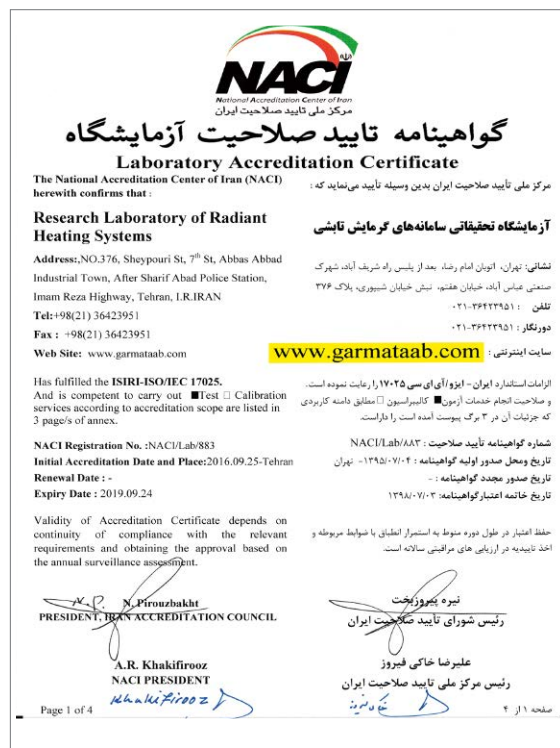 NACI
National Accreditation Center of Iran
مرکز ملی تایید صلاحیت ایران
گواهینامه تایید صلاحیت آزمایشگاه
Laboratory Accreditation Certificate
The National Accreditation Center of Iran (NACI)
herewith confirms that :
Research Laboratory of Radiant
Heating Systems
Address:,NO.376, Sheypouri St, 7th St, Abbas Abbad
Industrial Town, After Sharif Abad Police Station,
Imam Reza Highway, Tehran, I.R.IRAN
Tel:+98(21) 36423951
Fax : +98(21) 36423951
Web Site: www.garmataab.com
Has fulfilled the ISIRI-ISO/IEC 17025.
And is competent to carry out ■Test □ Calibration
services according to accreditation scope are listed in
3 page/s of annex.
NACI Registration No. :NACI/Lab/883
Initial Accreditation Date and Place:2016.09.25-Tehran
Renewal Date : -
Expiry Date : 2019.09.24
Validity of Accreditation Certificate depends on
continuity of compliance with the relevant
requirements and obtaining the approval based on
the annual surveillance assessment.
N. Pirouzbakht
PRESIDENT, IRAN ACCREDITATION COUNCIL
A.R. Khakifirooz
NACI PRESIDENT
Khakifirooz
Page 1 of 4
مرکز ملی تأیید صلاحیت ایران بدین وسیله تأیید می‌نماید که :
آزمایشگاه تحقیقاتی سامانه‌های گرمایش تابشی
نشانی: تهران، اتوبان امام رضا، بعد از پلیس راه شریف آباد، شهرک
صنعتی عباس آباد، خیابان هفتم، نبش خیابان شیپوری، پلاک ۳۷۶
تلفن : ۰۲۱-۳۶۴۲۳۹۵۱
دورنگار : ۰۲۱-۳۶۴۲۳۹۵۱
سایت اینترنتی : www.garmataab.com
الزامات استاندارد ایران - ایزو/آی ای سی ۱۷۰۲۵ را رعایت نموده است.
و صلاحیت انجام خدمات آزمون■ کالیبراسیون □ مطابق دامنه کاربردی
که جزئیات آن در ۳ برگ پیوست آمده است را داراست.
شماره گواهینامه تأیید صلاحیت : NACI/Lab/۸۸۳
تاریخ ومحل صدور اولیه گواهینامه : ۱۳۹۵/۰۷/۰۴- تهران
تاریخ صدور مجدد گواهینامه : -
تاریخ خاتمه اعتبارگواهینامه: ۱۳۹۸/۰۷/۰۳
حفظ اعتبار در طول دوره منوط به استمرار انطباق با ضوابط مربوطه و
اخذ تاییدیه در ارزیابی های مراقبتی سالانه است.
نیره پیروزبخت
رئیس شورای تأیید صلاحیت ایران
علیرضا خاکی فیروز
رئیس مرکز ملی تایید صلاحیت ایران
صفحه ۱ از ۴